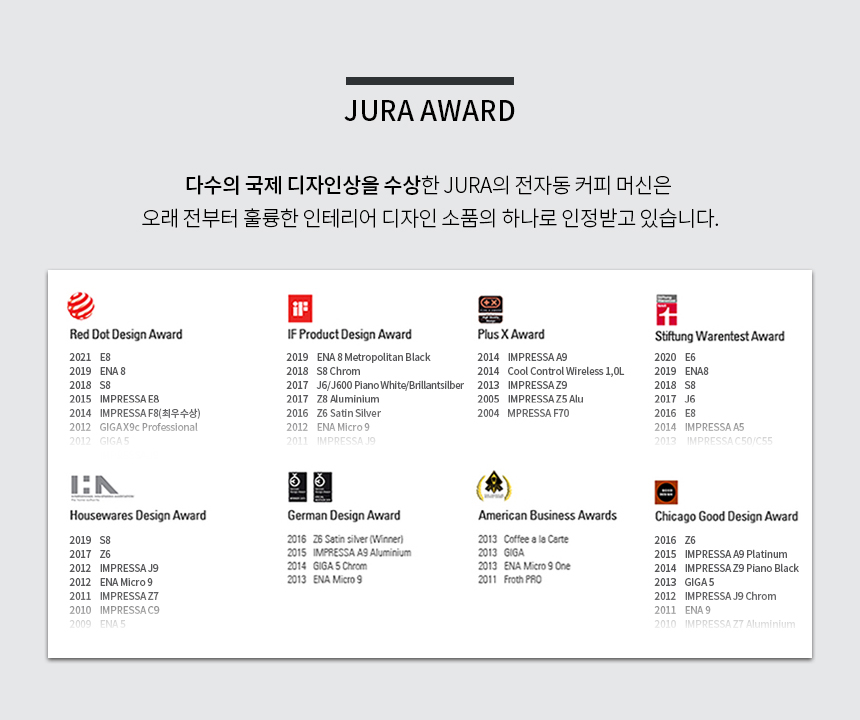 JURA AWARD
다수의 국제 디자인상을 수상한 JURA의 전자동 커피 머신은
오래 전부터 훌륭한 인테리어 디자인 소품의 하나로 인정받고 있습니다.
Red Dot Design Award
2021 E8
2019 ENA 8
2018 S8
2015 IMPRESSA E8
2014 IMPRESSA F8(최우수상)
2012 GIGA X9c Professional
2012 GIGA 5
iF
IF Product Design Award
2019 ENA 8 Metropolitan Black
2018 S8 Chrom
2017 J6/J600 Piano White/Brillantsilber
2017 Z8 Aluminium
2016 Z6 Satin Silver
2012 ENA Micro 9
2011 IMPRESSA J9
Plus X Award
2014 IMPRESSA A9
2014 Cool Control Wireless 1,0L
2013 IMPRESSA Z9
2005 IMPRESSA Z5 Alu
2004 MPRESSA F70
Stiftung
Warentest
test
Stiftung Warentest Award
2020 E6
2019 ENA8
2018 S8
2017 J6
2016 E8
2014 IMPRESSA A5
2013 IMPRESSA C50/C55
Housewares Design Award
2019 S8
2017 Z6
2012 IMPRESSA J9
2012 ENA Micro 9
2011 IMPRESSA Z7
2010 IMPRESSA C9
2009 ENA 5
German Design Award
2016 Z6 Satin silver (Winner)
2015 IMPRESSA A9 Aluminium
2014 GIGA 5 Chrom
2013 ENA Micro 9
American Business Awards
2013 Coffee a la Carte
2013 GIGA
2013 ENA Micro 9 One
2011 Froth PRO
GOOD
DESIGN
Chicago Good Design Award
2016 Z6
2015 IMPRESSA A9 Platinum
2014 IMPRESSA Z9 Piano Black
2013 GIGA 5
2012 IMPRESSA J9 Chrom
2011 ENA 9
2010 IMPRESSA Z7 Aluminium